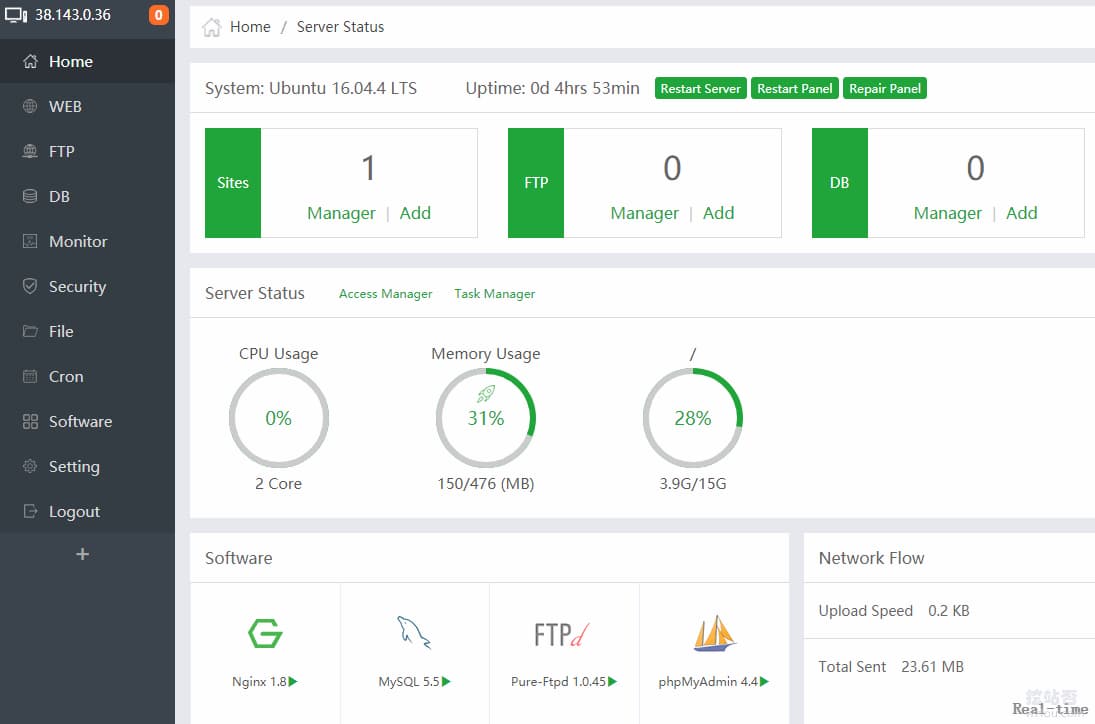 38.143.0.36 0
Home
WEB
FTP
DB
Monitor
Security
File
Cron
Software
Setting
Logout
+
Home / Server Status
System: Ubuntu 16.04.4 LTS Uptime: 0d 4hrs 53min Restart Server Restart Panel Repair Panel
Sites
1
Manager | Add
FTP
0
Manager | Add
DB
0
Manager | Add
Server Status Access Manager Task Manager
CPU Usage
0%
2 Core
Memory Usage
31%
150/476 (MB)
/
28%
3.9G/15G
Software
Nginx 1.8
MySQL 5.5
FTPd
Pure-Ftpd 1.0.45
phpMyAdmin 4.4
Network Flow
Upload Speed 0.2 KB
Total Sent 23.61 MB
挖站否
Real-time